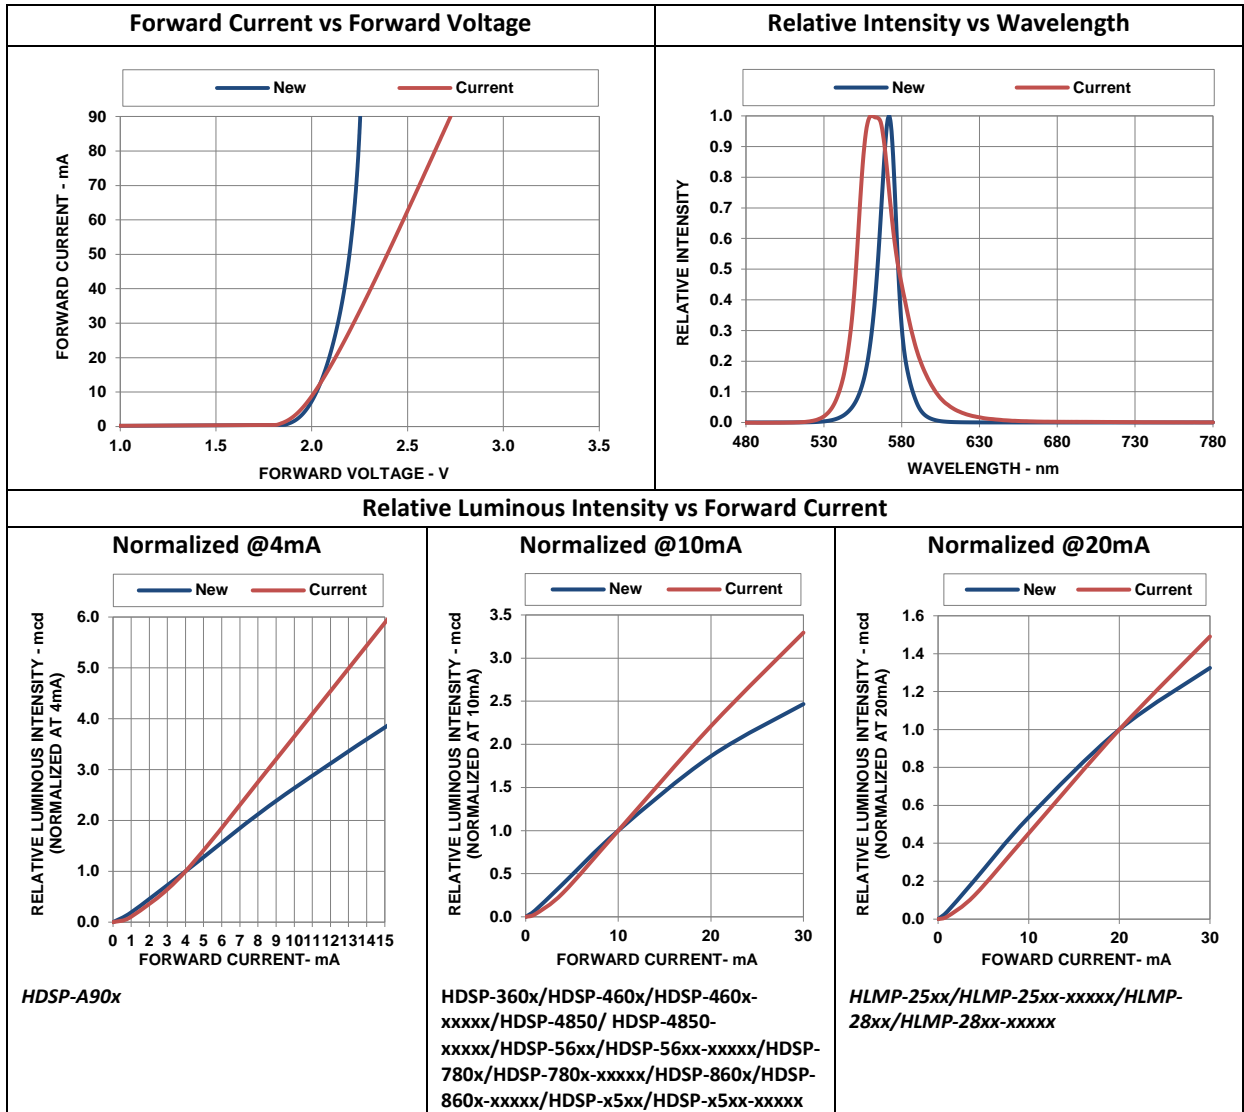 Forward Current vs Forward Voltage
New
Current
90
80
70
60
50
40
30
20
10
0
FORWARD CURRENT - mA
1.0
1.5
2.0
2.5
3.0
3.5
FORWARD VOLTAGE - V
Relative Intensity vs Wavelength
New
Current
1.0
0.9
0.8
0.7
0.6
0.5
0.4
0.3
0.2
0.1
0.0
RELATIVE INTENSITY
480
530
580
630
680
730
780
WAVELENGTH - nm
Relative Luminous Intensity vs Forward Current
Normalized @4mA
New
Current
6.0
5.0
4.0
3.0
2.0
1.0
0.0
RELATIVE LUMINOUS INTENSITY - mcd
(NORMALIZED AT 4mA)
0 1 2 3 4 5 6 7 8 9 10 11 12 13 14 15
FORWARD CURRENT- mA
HDSP-A90x
Normalized @10mA
New
Current
3.5
3.0
2.5
2.0
1.5
1.0
0.5
0.0
RELATIVE LUMINOUS INTENSITY - mcd
(NORMALIZED AT 10mA)
0
10
20
30
FORWARD CURRENT- mA
HDSP-360x/HDSP-460x/HDSP-460x-
xxxxx/HDSP-4850/ HDSP-4850-
xxxxx/HDSP-56xx/HDSP-56xx-xxxxx/HDSP-
780x/HDSP-780x-xxxxx/HDSP-860x/HDSP-
860x-xxxxx/HDSP-x5xx/HDSP-x5xx-xxxxx
Normalized @20mA
New
Current
1.6
1.4
1.2
1.0
0.8
0.6
0.4
0.2
0.0
RELATIVE LUMINOUS INTENSITY - mcd
(NORMALIZED AT 20mA)
0
10
20
30
FOWARD CURRENT- mA
HLMP-25xx/HLMP-25xx-xxxxx/HLMP-
28xx/HLMP-28xx-xxxxx